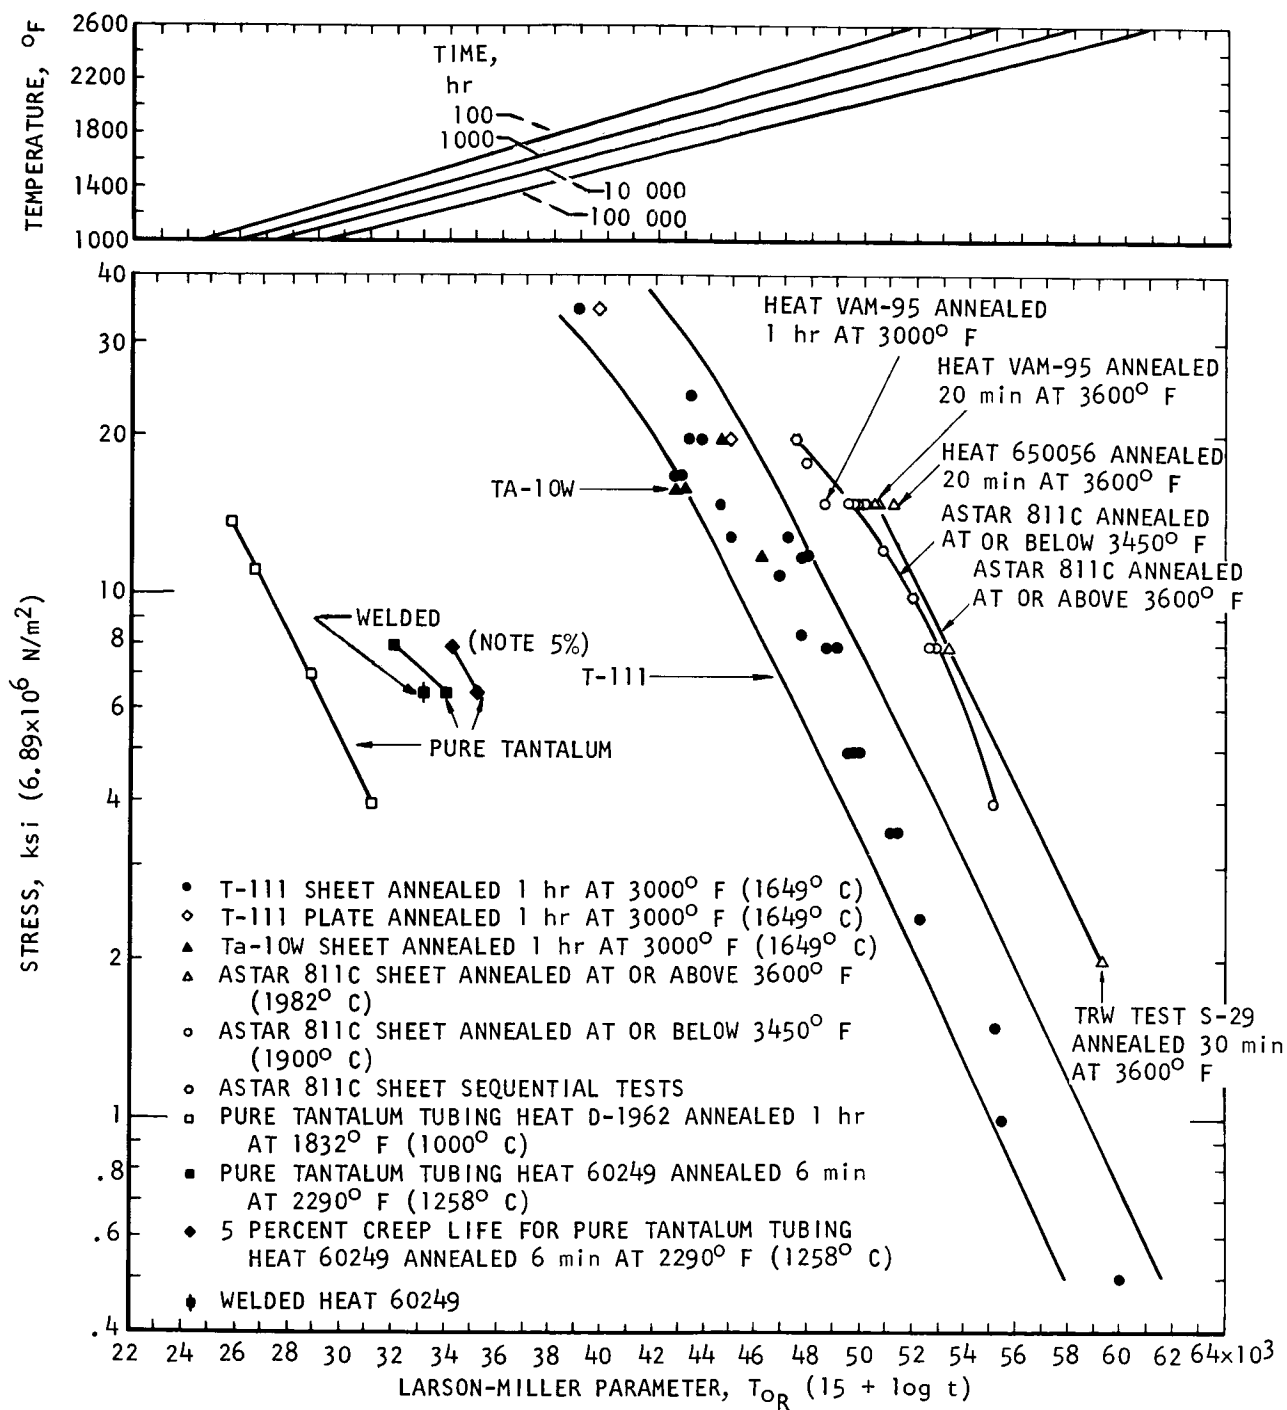 TEMPERATURE, °F
2600
2200
1800
1400
1000
TIME,
hr
100
1000
10 000
100 000
STRESS, ksi (6.89x10⁶ N/m²)
40
30
20
10
8
6
4
2
1
.8
.6
.4
HEAT VAM-95 ANNEALED
1 hr AT 3000° F
HEAT VAM-95 ANNEALED
20 min AT 3600° F
HEAT 650056 ANNEALED
20 min AT 3600° F
ASTAR 811C ANNEALED
AT OR BELOW 3450° F
ASTAR 811C ANNEALED
AT OR ABOVE 3600° F
TA-10W
WELDED
(NOTE 5%)
T-111
PURE TANTALUM
T-111 SHEET ANNEALED 1 hr AT 3000° F (1649° C)
T-111 PLATE ANNEALED 1 hr AT 3000° F (1649° C)
Ta-10W SHEET ANNEALED 1 hr AT 3000° F (1649° C)
ASTAR 811C SHEET ANNEALED AT OR ABOVE 3600° F
(1982° C)
ASTAR 811C SHEET ANNEALED AT OR BELOW 3450° F
(1900° C)
ASTAR 811C SHEET SEQUENTIAL TESTS
PURE TANTALUM TUBING HEAT D-1962 ANNEALED 1 hr
AT 1832° F (1000° C)
PURE TANTALUM TUBING HEAT 60249 ANNEALED 6 min
AT 2290° F (1258° C)
5 PERCENT CREEP LIFE FOR PURE TANTALUM TUBING
HEAT 60249 ANNEALED 6 min AT 2290° F (1258° C)
WELDED HEAT 60249
TRW TEST S-29
ANNEALED 30 min
AT 3600° F
22 24 26 28 30 32 34 36 38 40 42 44 46 48 50 52 54 56 58 60 62 64x10³
LARSON-MILLER PARAMETER, T°R (15 + log t)